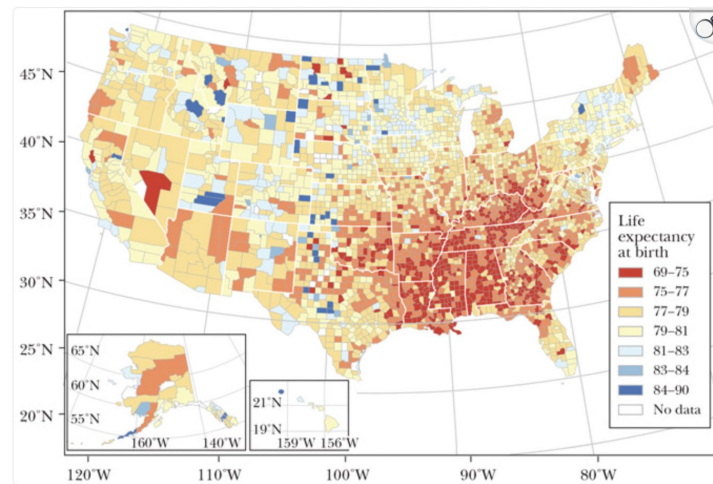 45°N
40°N
35°N
30°N
25°N
20°N
120°W
110°W
100°W
90°W
80°W
65°N
60°N
55°N
160°W
140°W
21°N
19°N
159°W
156°W
Life
expectancy
at birth
69–75
75–77
77–79
79–81
81–83
83–84
84–90
No data